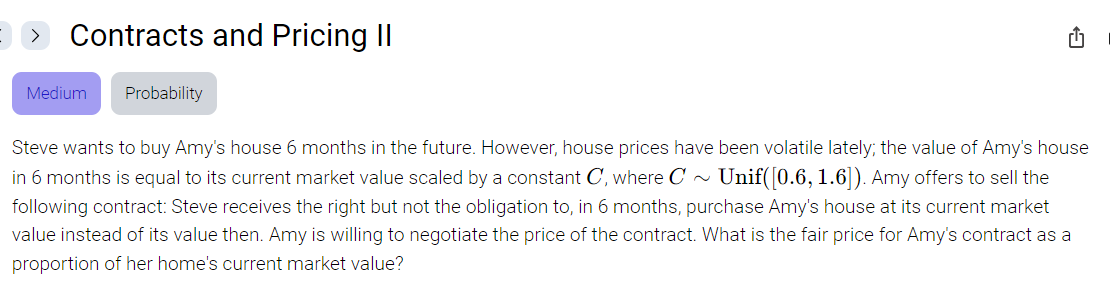 Contracts and Pricing II
Medium Probability
Steve wants to buy Amy's house 6 months in the future. However, house prices have been volatile lately; the value of Amy's house
in 6 months is equal to its current market value scaled by a constant C, where C ~ Unif([0.6, 1.6]). Amy offers to sell the
following contract: Steve receives the right but not the obligation to, in 6 months, purchase Amy's house at its current market
value instead of its value then. Amy is willing to negotiate the price of the contract. What is the fair price for Amy's contract as a
proportion of her home's current market value?